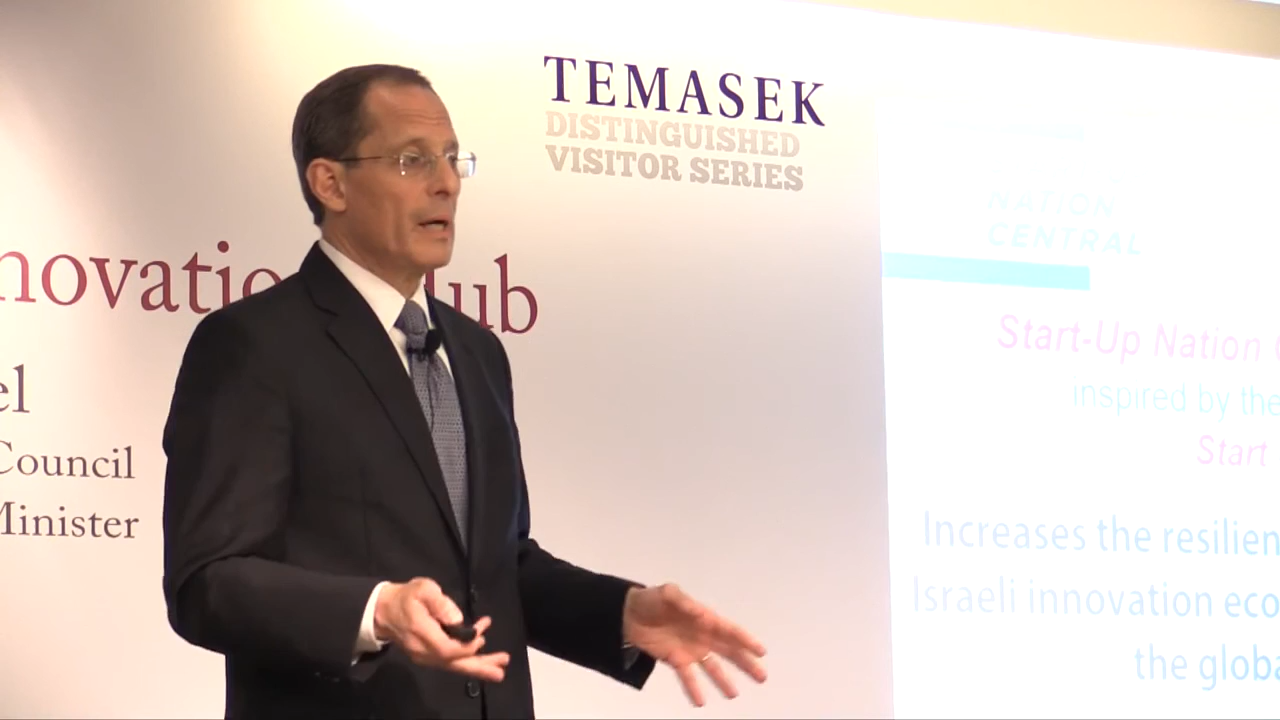 TEMASEK
DISTINGUISHED
VISITOR SERIES
novatio lub
el
Council
Minister
NATION
CENTRAL
Start-Up Nation
inspired by the
Start
Increases the resilien
Israeli innovation eco
the globa